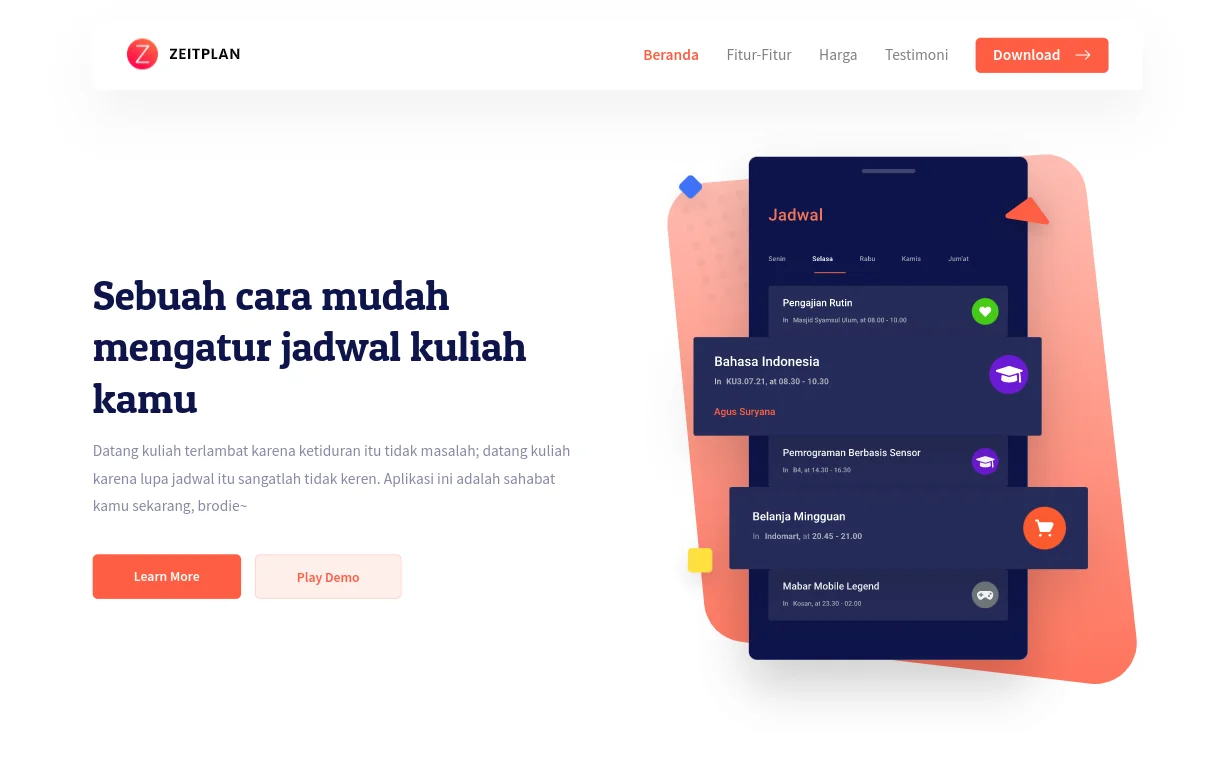 Z ZEITPLAN
Beranda Fitur-Fitur Harga Testimoni Download
Sebuah cara mudah
mengatur jadwal kuliah
kamu
Datang kuliah terlambat karena ketiduran itu tidak masalah; datang kuliah
karena lupa jadwal itu sangatlah tidak keren. Aplikasi ini adalah sahabat
kamu sekarang, brodie~
Learn More Play Demo
Jadwal
Senin Selasa Rabu Kamis Jum'at
Pengajian Rutin
In Masjid Syamsul Ulum, at 08.00 - 10.00
Bahasa Indonesia
In KU3.07.21, at 08.30 - 10.30
Agus Suryana
Pemrograman Berbasis Sensor
In B4, at 14.30 - 16.30
Belanja Mingguan
In Indomart, at 20.45 - 21.00
Mabar Mobile Legend
In Kosan, at 23.30 - 02.00